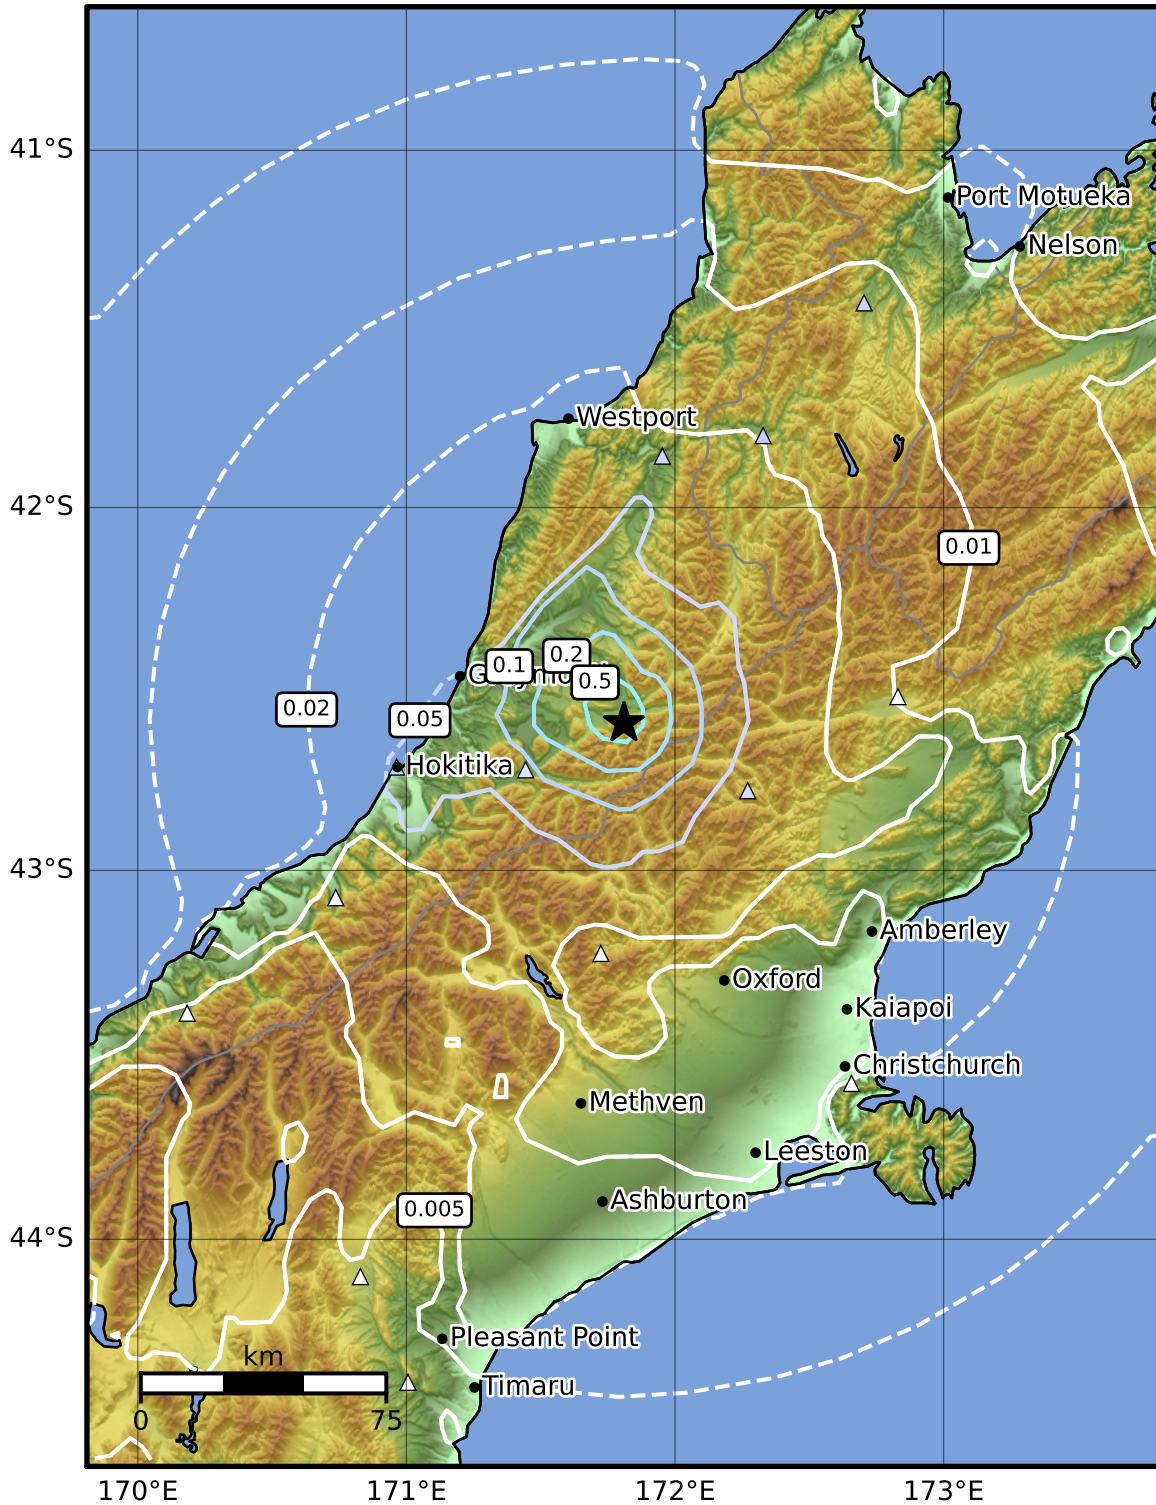 41°S
Port Motueka
Nelson
Westport
42°S
0.01
0.2
0.1
0.5
0.02
0.05
Hokitika
43°S
Amberley
Oxford
Kaiapoi
Christchurch
Methven
Leeston
Ashburton
0.005
44°S
Pleasant Point
km
Timaru
0
75
170°E
171°E
172°E
173°E